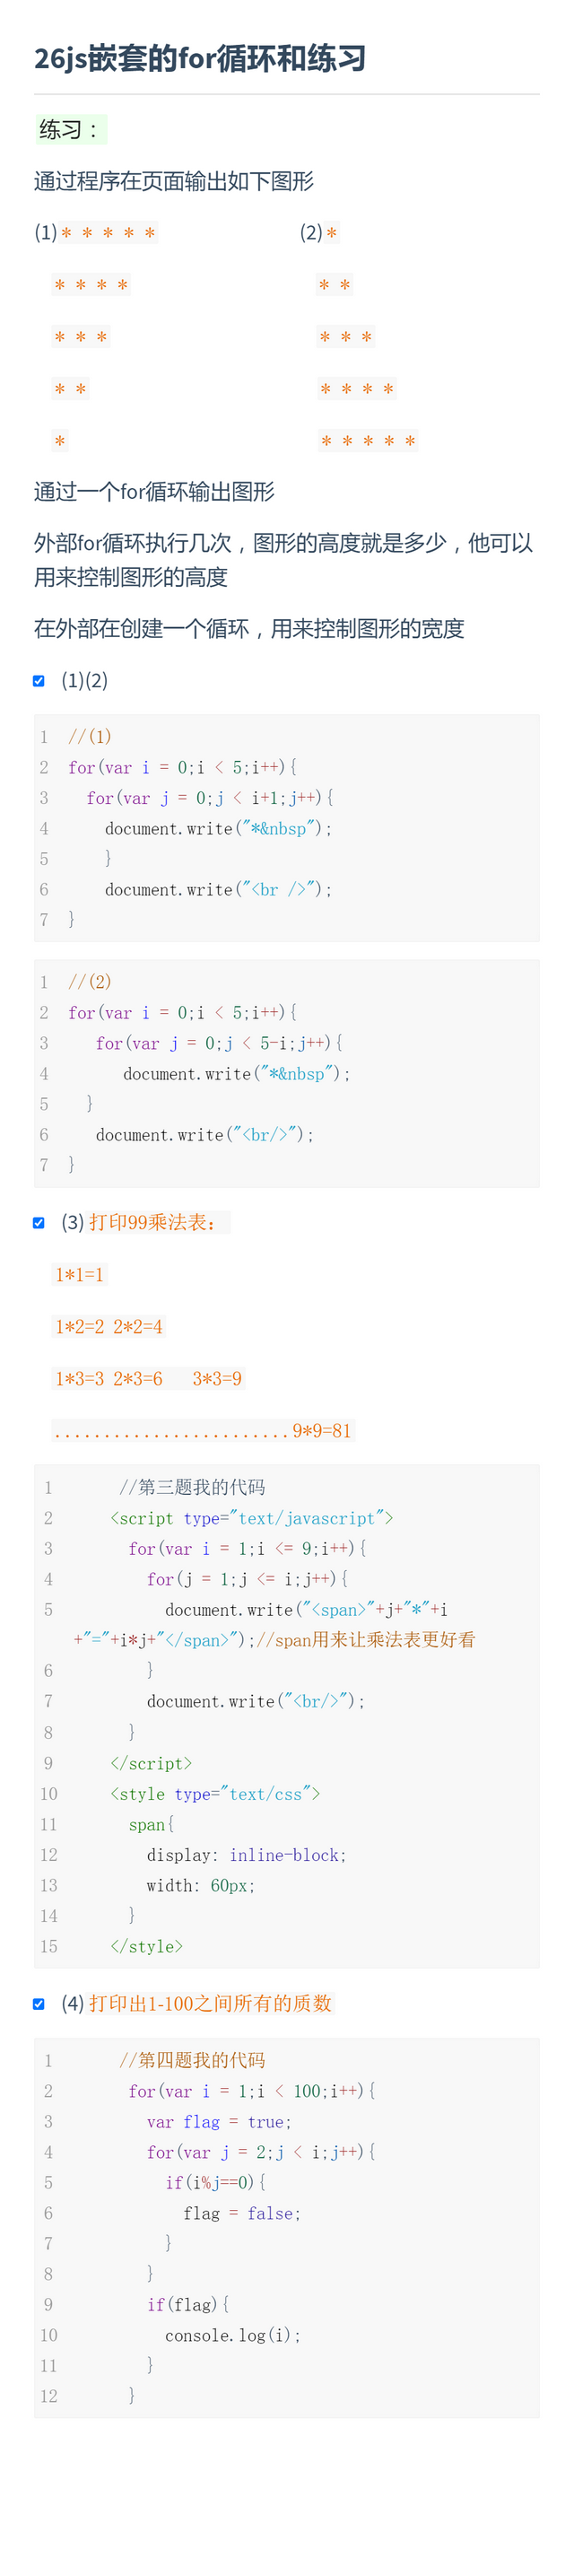 26js嵌套的for循环和练习
练习：
通过程序在页面输出如下图形
(1)* * * * * (2)*
* * * * * *
* * * * * *
* * * * * *
* * * * * *
通过一个for循环输出图形
外部for循环执行几次，图形的高度就是多少，他可以
用来控制图形的高度
在外部在创建一个循环，用来控制图形的宽度
(1)(2)
1 //(1)
2 for(var i = 0;i < 5;i++){
3 for(var j = 0;j < i+1;j++){
4 document.write("*&nbsp");
5 }
6 document.write("<br />");
7 }
1 //(2)
2 for(var i = 0;i < 5;i++){
3 for(var j = 0;j < 5-i;j++){
4 document.write("*&nbsp");
5 }
6 document.write("<br/>");
7 }
(3) 打印99乘法表：
1*1=1
1*2=2 2*2=4
1*3=3 2*3=6 3*3=9
........................9*9=81
1 //第三题我的代码
2 <script type="text/javascript">
3 for(var i = 1;i <= 9;i++){
4 for(j = 1;j <= i;j++){
5 document.write("<span>"+j+"*"+i
+"="+i*j+"</span>");//span用来让乘法表更好看
6 }
7 document.write("<br/>");
8 }
9 </script>
10 <style type="text/css">
11 span{
12 display: inline-block;
13 width: 60px;
14 }
15 </style>
(4) 打印出1-100之间所有的质数
1 //第四题我的代码
2 for(var i = 1;i < 100;i++){
3 var flag = true;
4 for(var j = 2;j < i;j++){
5 if(i%j==0){
6 flag = false;
7 }
8 }
9 if(flag){
10 console.log(i);
11 }
12 }